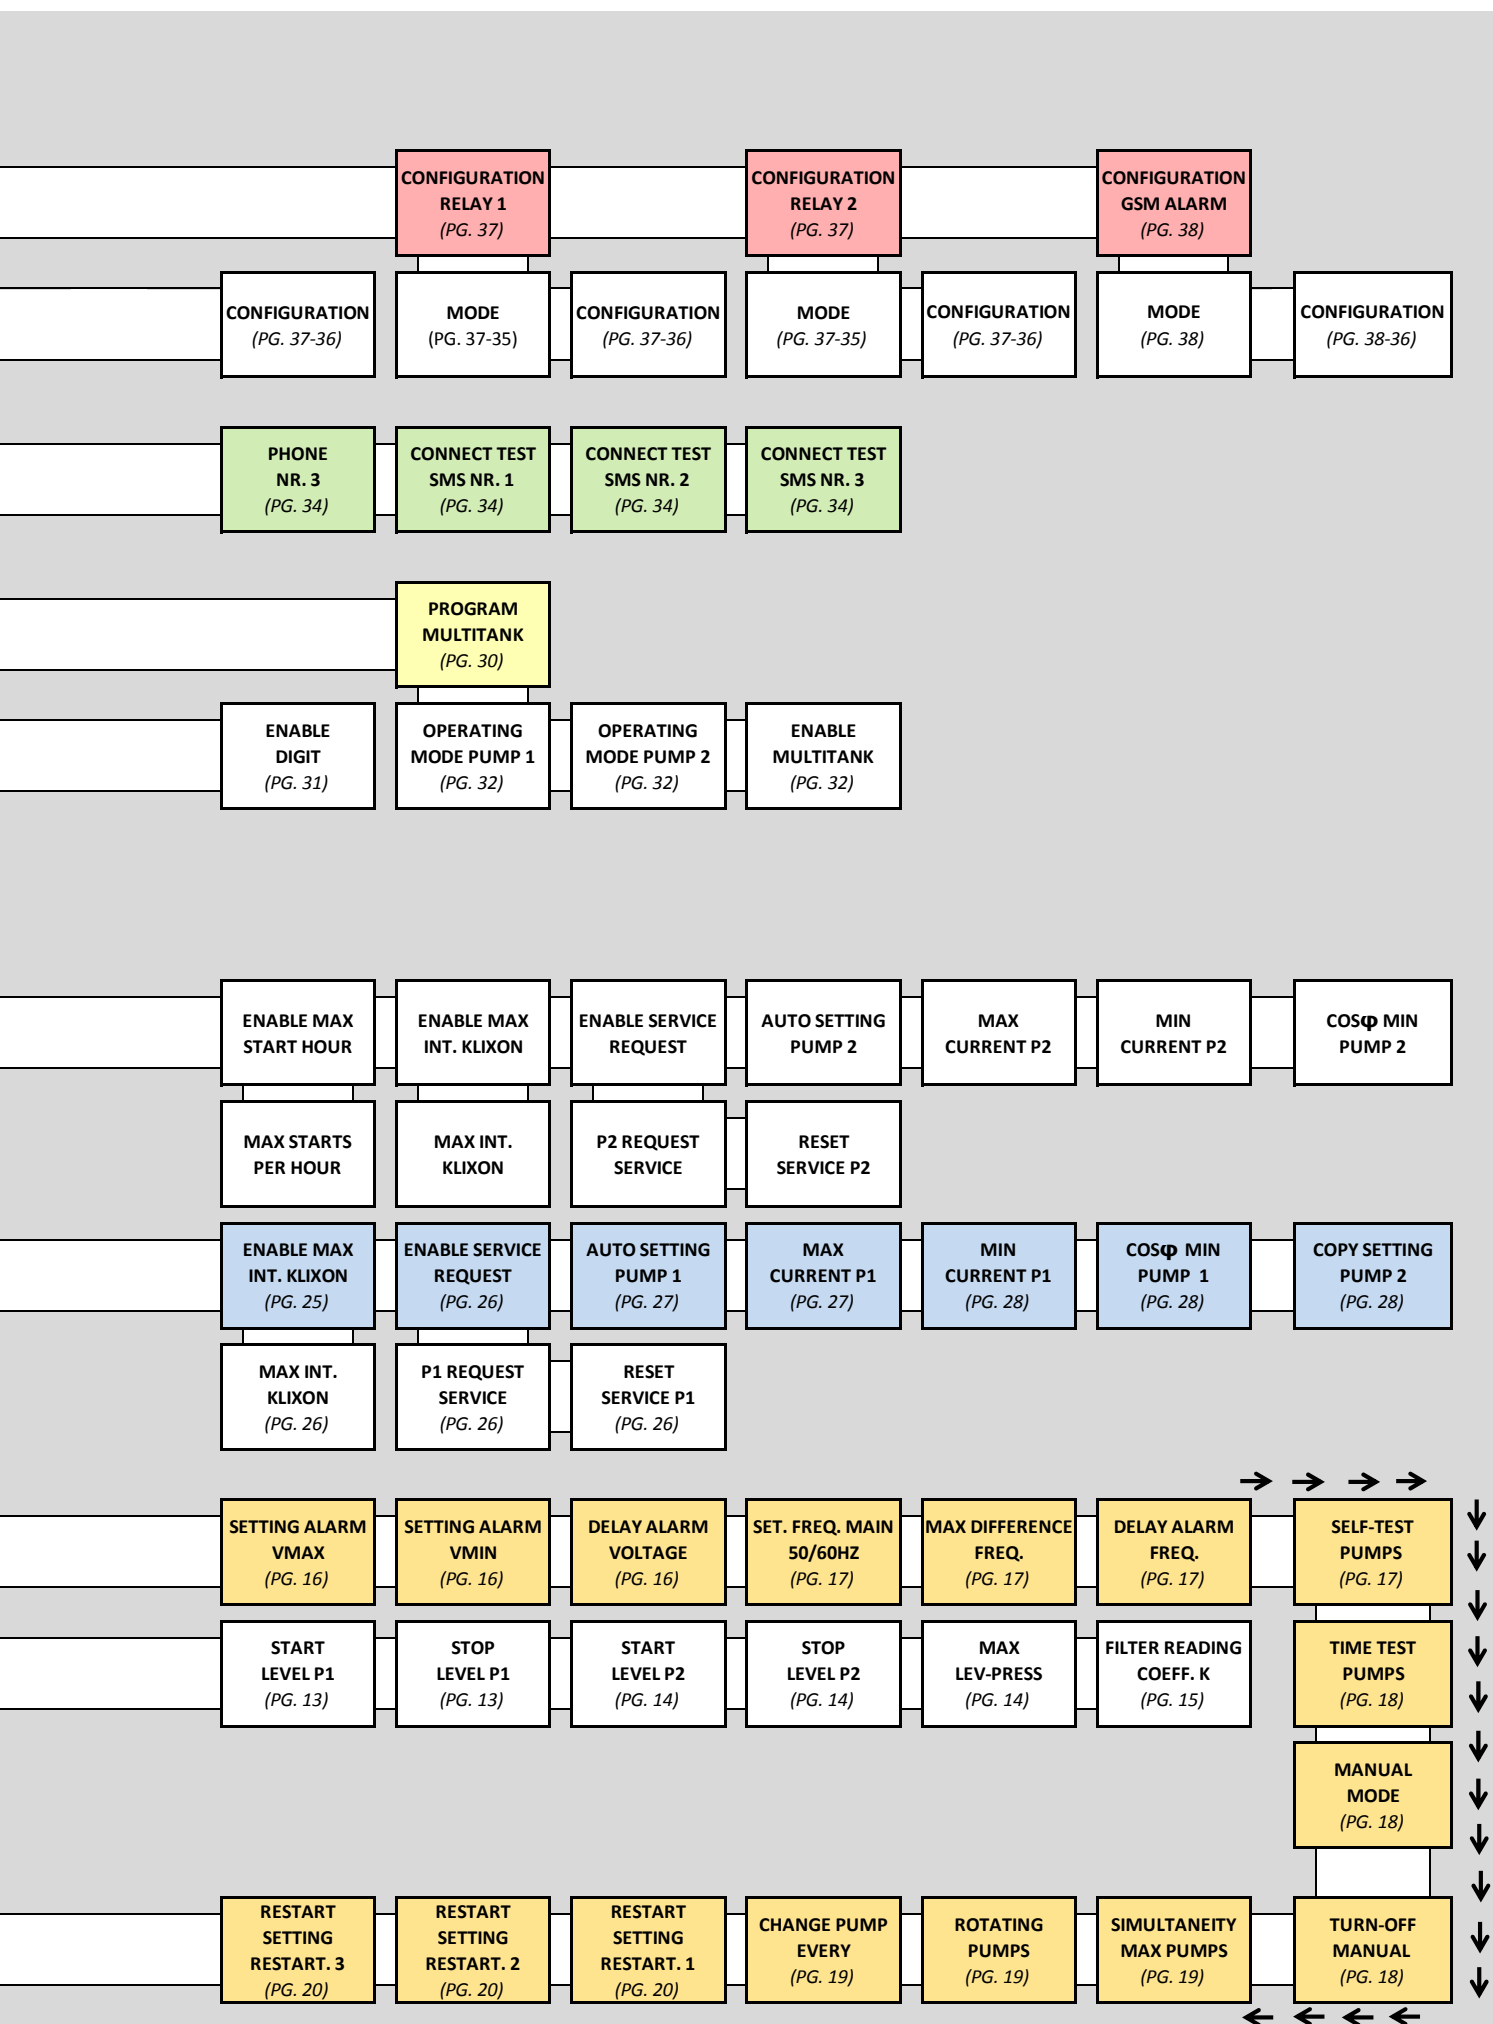 CONFIGURATION
RELAY 1
(PG. 37)
CONFIGURATION
RELAY 2
(PG. 37)
CONFIGURATION
GSM ALARM
(PG. 38)
CONFIGURATION
(PG. 37-36)
MODE
(PG. 37-35)
CONFIGURATION
(PG. 37-36)
MODE
(PG. 37-35)
CONFIGURATION
(PG. 37-36)
MODE
(PG. 38)
CONFIGURATION
(PG. 38-36)
PHONE
NR. 3
(PG. 34)
CONNECT TEST
SMS NR. 1
(PG. 34)
CONNECT TEST
SMS NR. 2
(PG. 34)
CONNECT TEST
SMS NR. 3
(PG. 34)
PROGRAM
MULTITANK
(PG. 30)
ENABLE
DIGIT
(PG. 31)
OPERATING
MODE PUMP 1
(PG. 32)
OPERATING
MODE PUMP 2
(PG. 32)
ENABLE
MULTITANK
(PG. 32)
ENABLE MAX
START HOUR
ENABLE MAX
INT. KLIXON
ENABLE SERVICE
REQUEST
AUTO SETTING
PUMP 2
MAX
CURRENT P2
MIN
CURRENT P2
COSφ MIN
PUMP 2
MAX STARTS
PER HOUR
MAX INT.
KLIXON
P2 REQUEST
SERVICE
RESET
SERVICE P2
ENABLE MAX
INT. KLIXON
(PG. 25)
ENABLE SERVICE
REQUEST
(PG. 26)
AUTO SETTING
PUMP 1
(PG. 27)
MAX
CURRENT P1
(PG. 27)
MIN
CURRENT P1
(PG. 28)
COSφ MIN
PUMP 1
(PG. 28)
COPY SETTING
PUMP 2
(PG. 28)
MAX INT.
KLIXON
(PG. 26)
P1 REQUEST
SERVICE
(PG. 26)
RESET
SERVICE P1
(PG. 26)
SETTING ALARM
VMAX
(PG. 16)
SETTING ALARM
VMIN
(PG. 16)
DELAY ALARM
VOLTAGE
(PG. 16)
SET. FREQ. MAIN
50/60HZ
(PG. 17)
MAX DIFFERENCE
FREQ.
(PG. 17)
DELAY ALARM
FREQ.
(PG. 17)
SELF-TEST
PUMPS
(PG. 17)
START
LEVEL P1
(PG. 13)
STOP
LEVEL P1
(PG. 13)
START
LEVEL P2
(PG. 14)
STOP
LEVEL P2
(PG. 14)
MAX
LEV-PRESS
(PG. 14)
FILTER READING
COEFF. K
(PG. 15)
TIME TEST
PUMPS
(PG. 18)
MANUAL
MODE
(PG. 18)
RESTART
SETTING
RESTART. 3
(PG. 20)
RESTART
SETTING
RESTART. 2
(PG. 20)
RESTART
SETTING
RESTART. 1
(PG. 20)
CHANGE PUMP
EVERY
(PG. 19)
ROTATING
PUMPS
(PG. 19)
SIMULTANEITY
MAX PUMPS
(PG. 19)
TURN-OFF
MANUAL
(PG. 18)